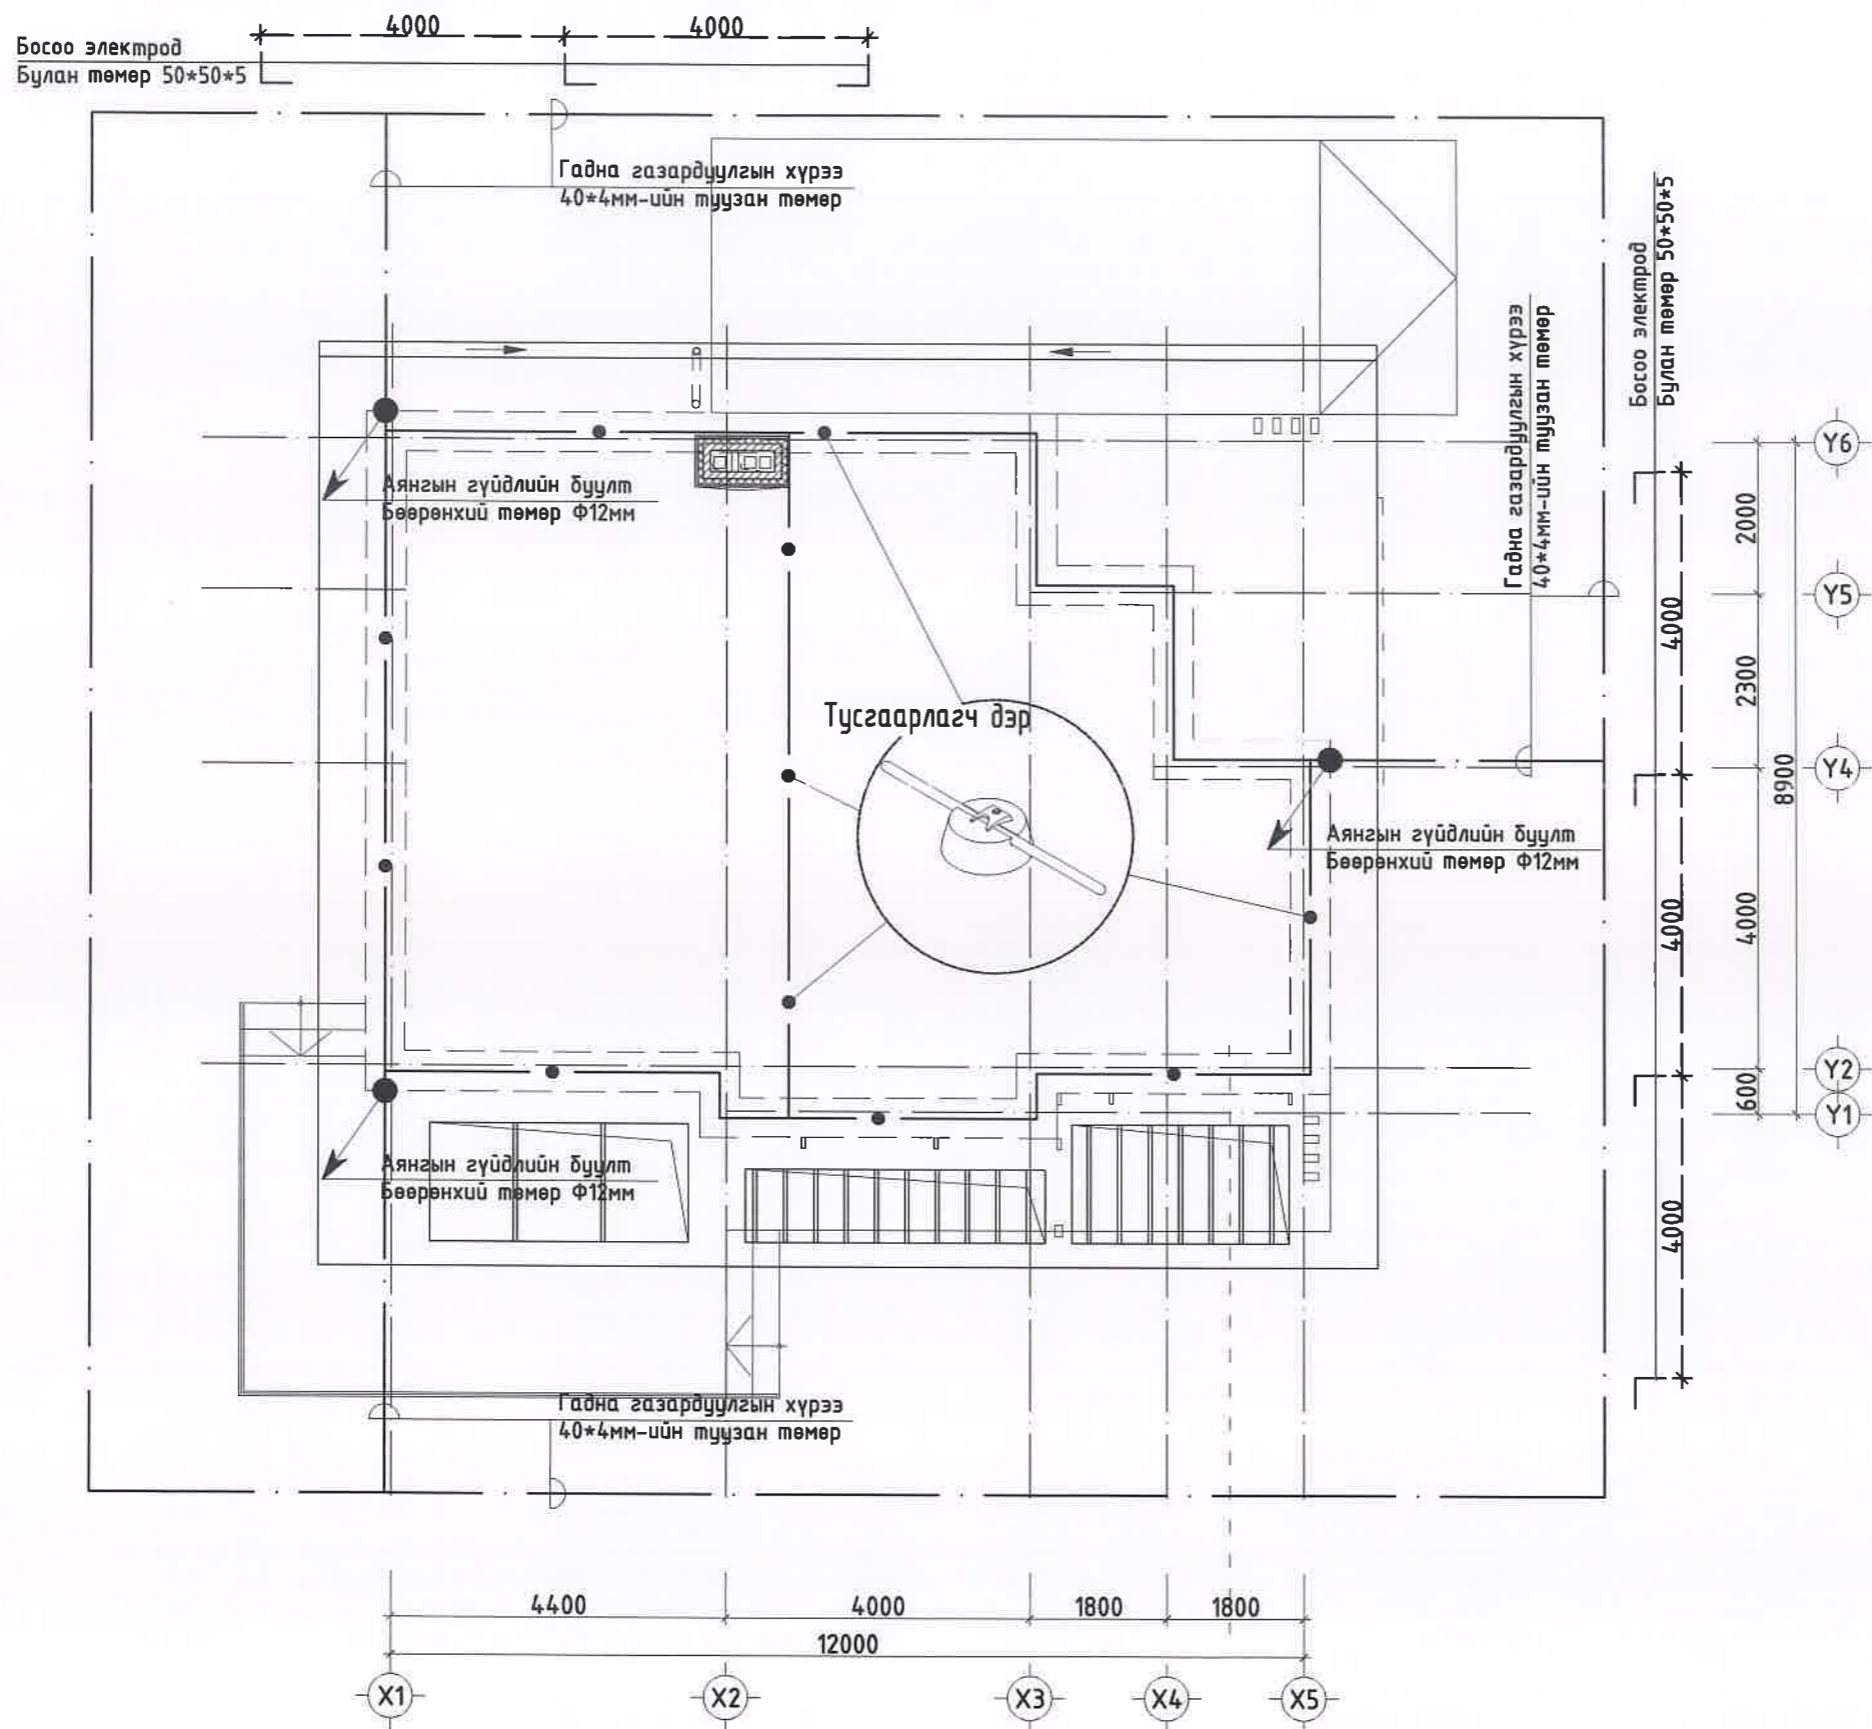 4000
4000
Босоо электрод
Булан төмөр 50*50*5
Гадна газардуулгын хүрээ
40*4мм-ийн туузан төмөр
Босоо электрод
Булан төмөр 50*50*5
Гадна газардуулгын хүрээ
40*4мм-ийн туузан төмөр
Аянгын гүйдлийн буулт
Бөөрөнхий төмөр Ф12мм
Тусгаарлагч дэр
Аянгын гүйдлийн буулт
Бөөрөнхий төмөр Ф12мм
Аянгын гүйдлийн буулт
Бөөрөнхий төмөр Ф12мм
Гадна газардуулгын хүрээ
40*4мм-ийн туузан төмөр
4000
4000
4000
2000
2300
4000
600
8900
Y6
Y5
Y4
Y2
Y1
4400
4000
1800
1800
12000
X1
X2
X3
X4
X5